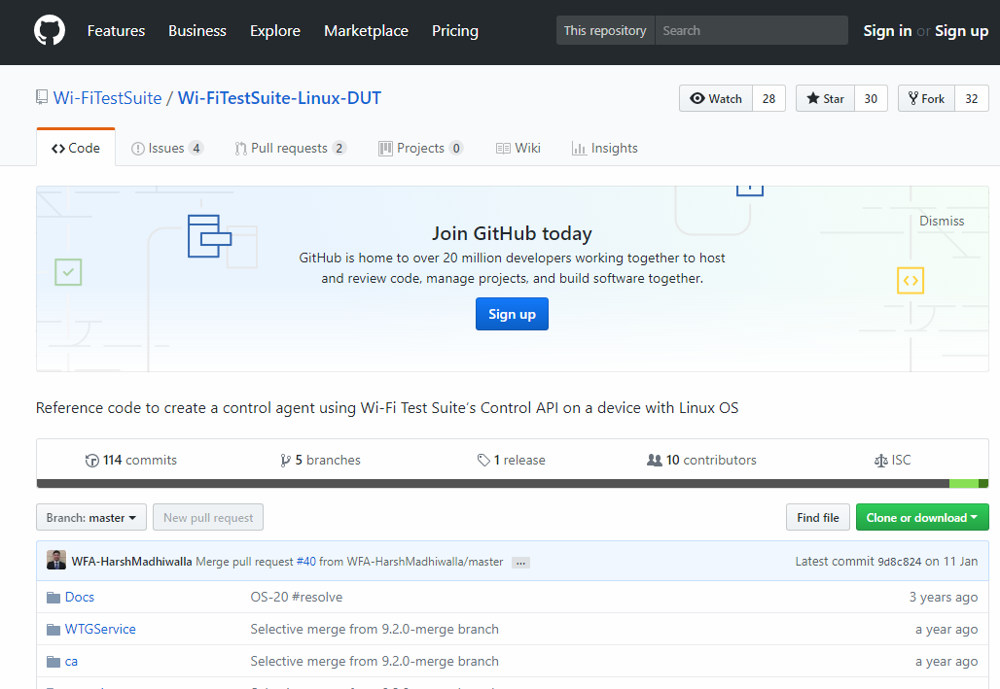 Features Business Explore Marketplace Pricing This repository Search Sign in or Sign up
Wi-FiTestSuite / Wi-FiTestSuite-Linux-DUT Watch 28 Star 30 Fork 32
Code Issues 4 Pull requests 2 Projects 0 Wiki Insights
Dismiss
Join GitHub today
GitHub is home to over 20 million developers working together to host
and review code, manage projects, and build software together.
Sign up
Reference code to create a control agent using Wi-Fi Test Suite's Control API on a device with Linux OS
114 commits 5 branches 1 release 10 contributors ISC
Branch: master New pull request Find file Clone or download
WFA-HarshMadhiwalla Merge pull request #40 from WFA-HarshMadhiwalla/master ... Latest commit 9d8c824 on 11 Jan
Docs OS-20 #resolve 3 years ago
WTGService Selective merge from 9.2.0-merge branch a year ago
ca Selective merge from 9.2.0-merge branch a year ago